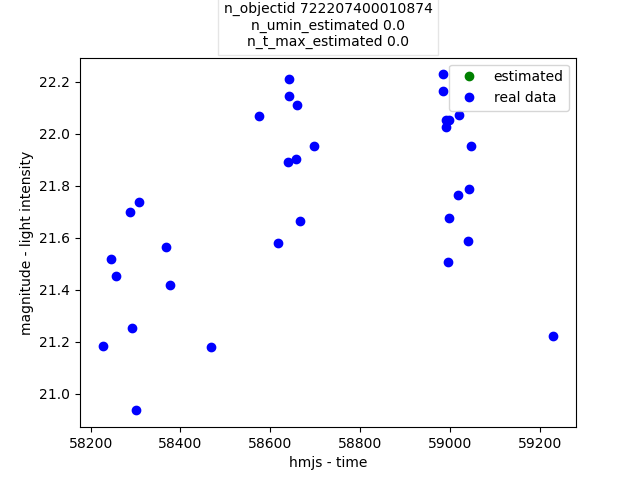 n_objectid 722207400010874
n_umin_estimated 0.0
n_t_max_estimated 0.0
estimated
real data
magnitude - light intensity
22.2
22.0
21.8
21.6
21.4
21.2
21.0
58200 58400 58600 58800 59000 59200
hmjs - time